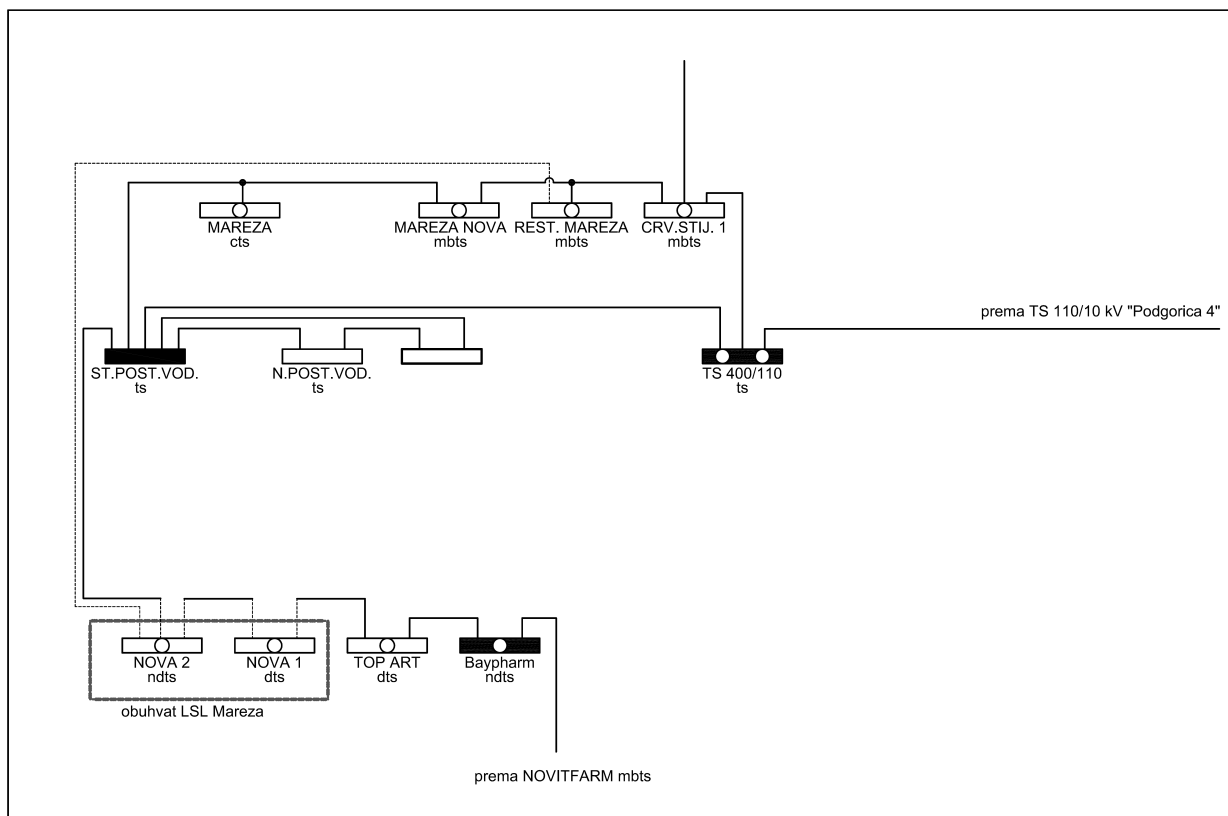 MAREZA
cts
MAREZA NOVA
mbts
REST. MAREZA
mbts
CRV.STIJ. 1
mbts
prema TS 110/10 kV "Podgorica 4"
ST.POST.VOD.
ts
N.POST.VOD.
ts
TS 400/110
ts
NOVA 2
ndts
NOVA 1
dts
TOP ART
dts
Baypharm
ndts
obuhvat LSL Mareza
prema NOVITFARM mbts